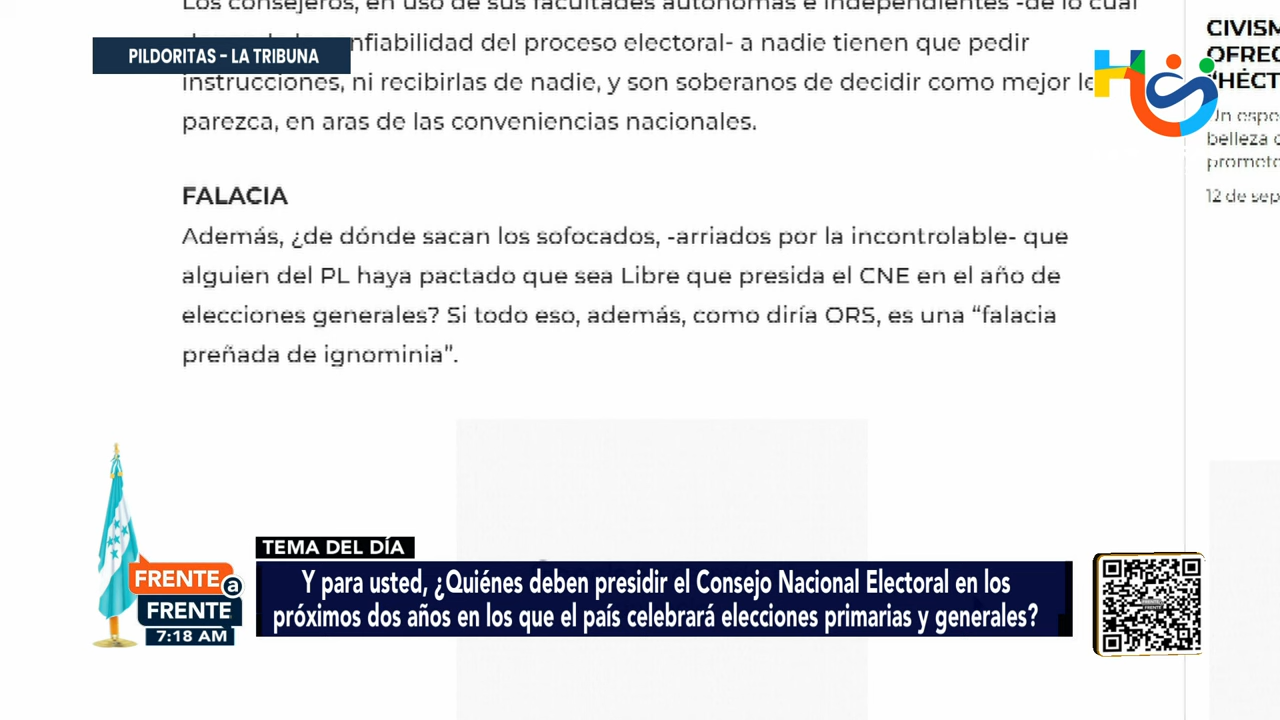 Los consejeros, en uso de sus facultades autónomas e independientes -de lo cual
PILDORITAS - LA TRIBUNA
confiabilidad del proceso electoral- a nadie tienen que pedir
instrucciones, ni recibirlas de nadie, y son soberanos de decidir como mejor
parezca, en aras de las conveniencias nacionales.
FALACIA
Además, ¿de dónde sacan los sofocados, -arriados por la incontrolable- que
alguien del PL haya pactado que sea Libre que presida el CNE en el año de
elecciones generales? Si todo eso, además, como diría ORS, es una “falacia
preñada de ignominia”.
CIVISM
OFREC
"HÉCT
Un espe
belleza
promete
12 de sep
TEMA DEL DÍA
Y para usted, ¿Quiénes deben presidir el Consejo Nacional Electoral en los
próximos dos años en los que el país celebrará elecciones primarias y generales?
FRENTE a
FRENTE
7:18 AM